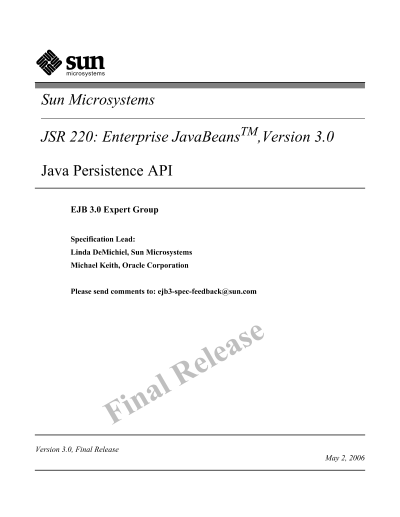 Sun
microsystems
Sun Microsystems
JSR 220: Enterprise JavaBeansTM,Version 3.0
Java Persistence API
EJB 3.0 Expert Group
Specification Lead:
Linda DeMichiel, Sun Microsystems
Michael Keith, Oracle Corporation
Please send comments to: ejb3-spec-feedback@sun.com
Final Release
Version 3.0, Final Release
May 2, 2006